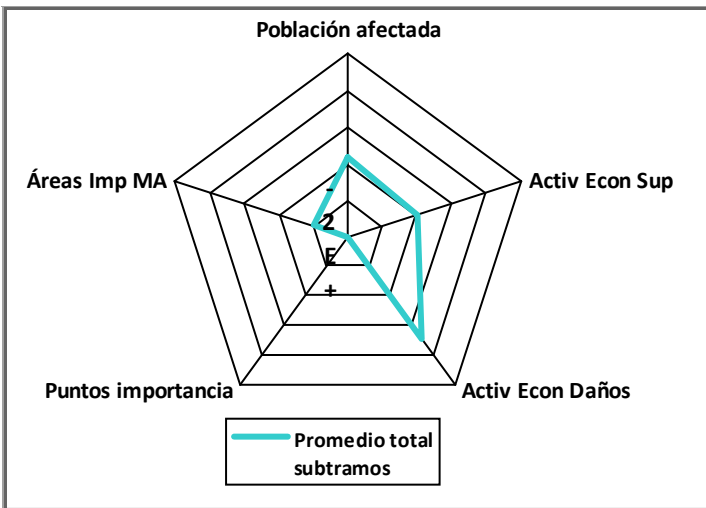 Población afectada
Áreas Imp MA
Activ Econ Sup
-
2
E
+
Puntos importancia
Activ Econ Daños
Promedio total
subtramos